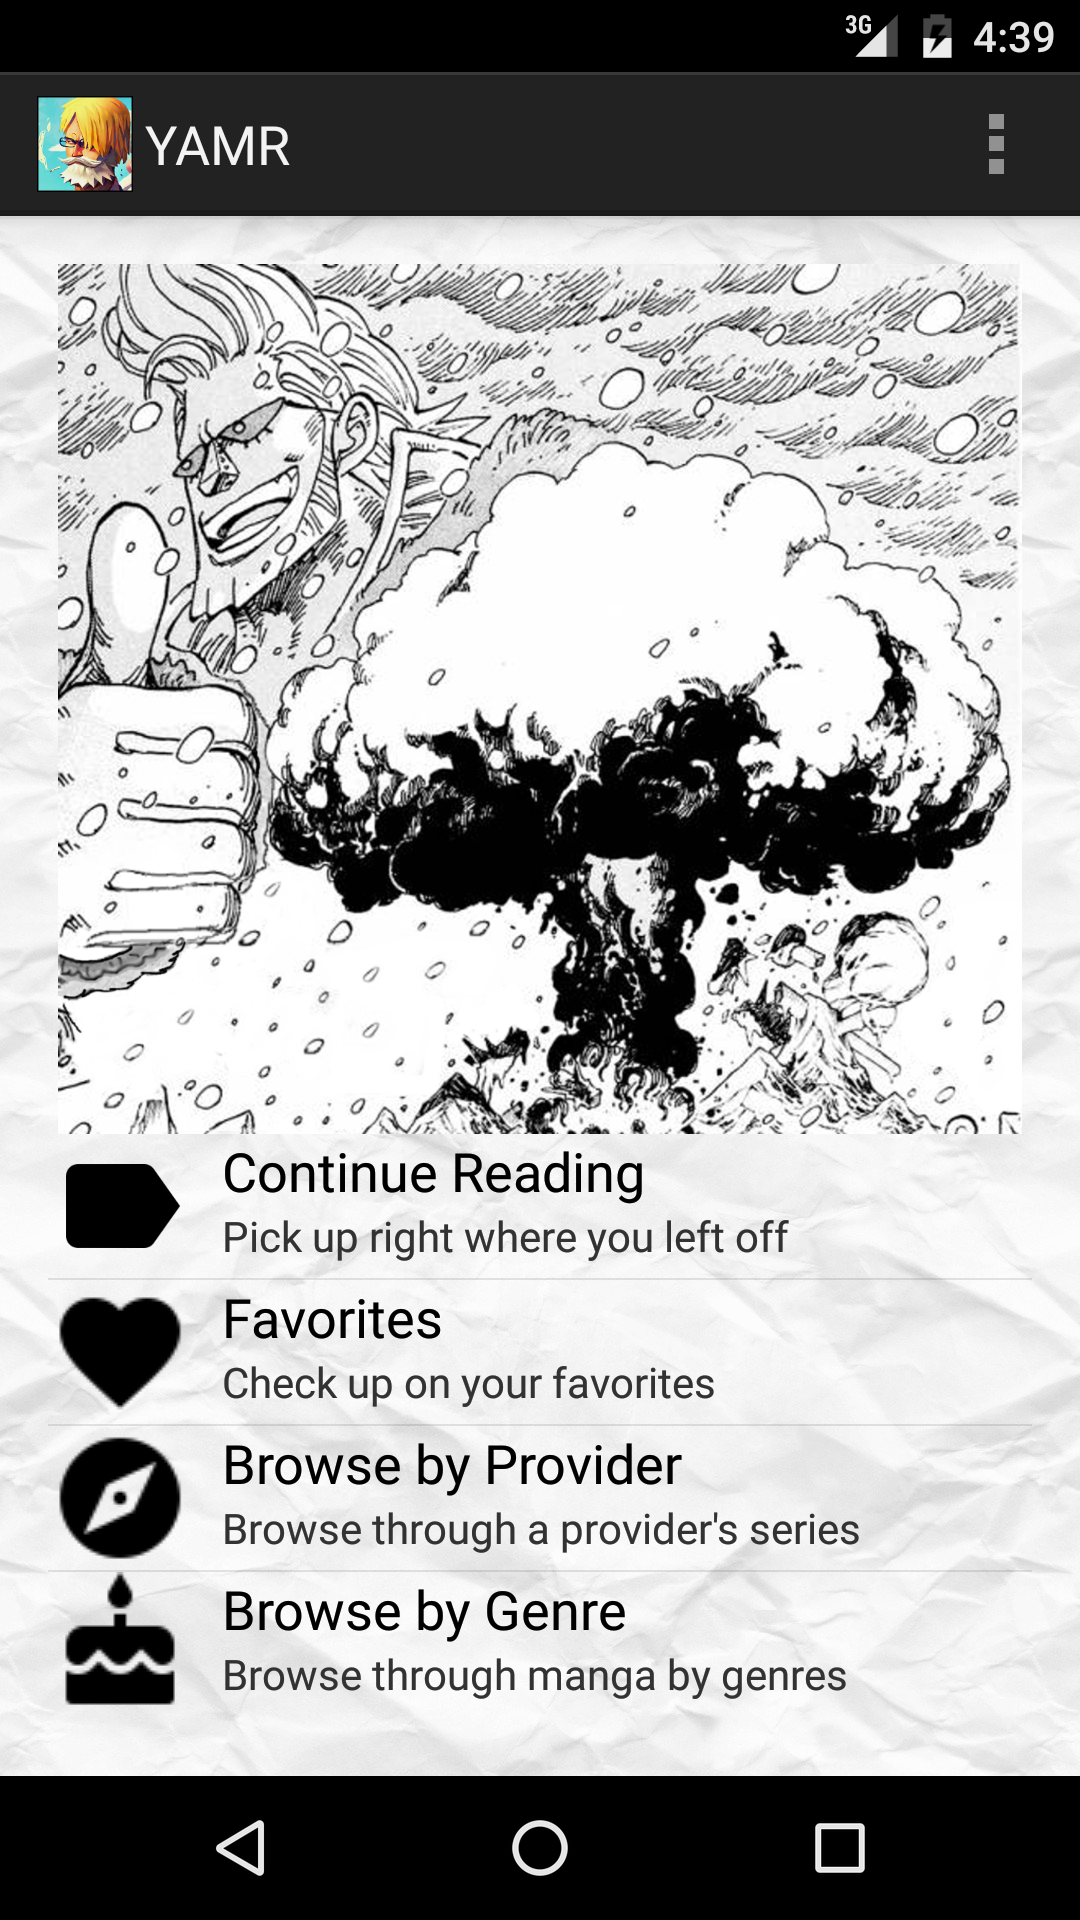 3G 4:39
YAMR
Continue Reading
Pick up right where you left off
Favorites
Check up on your favorites
Browse by Provider
Browse through a provider's series
Browse by Genre
Browse through manga by genres